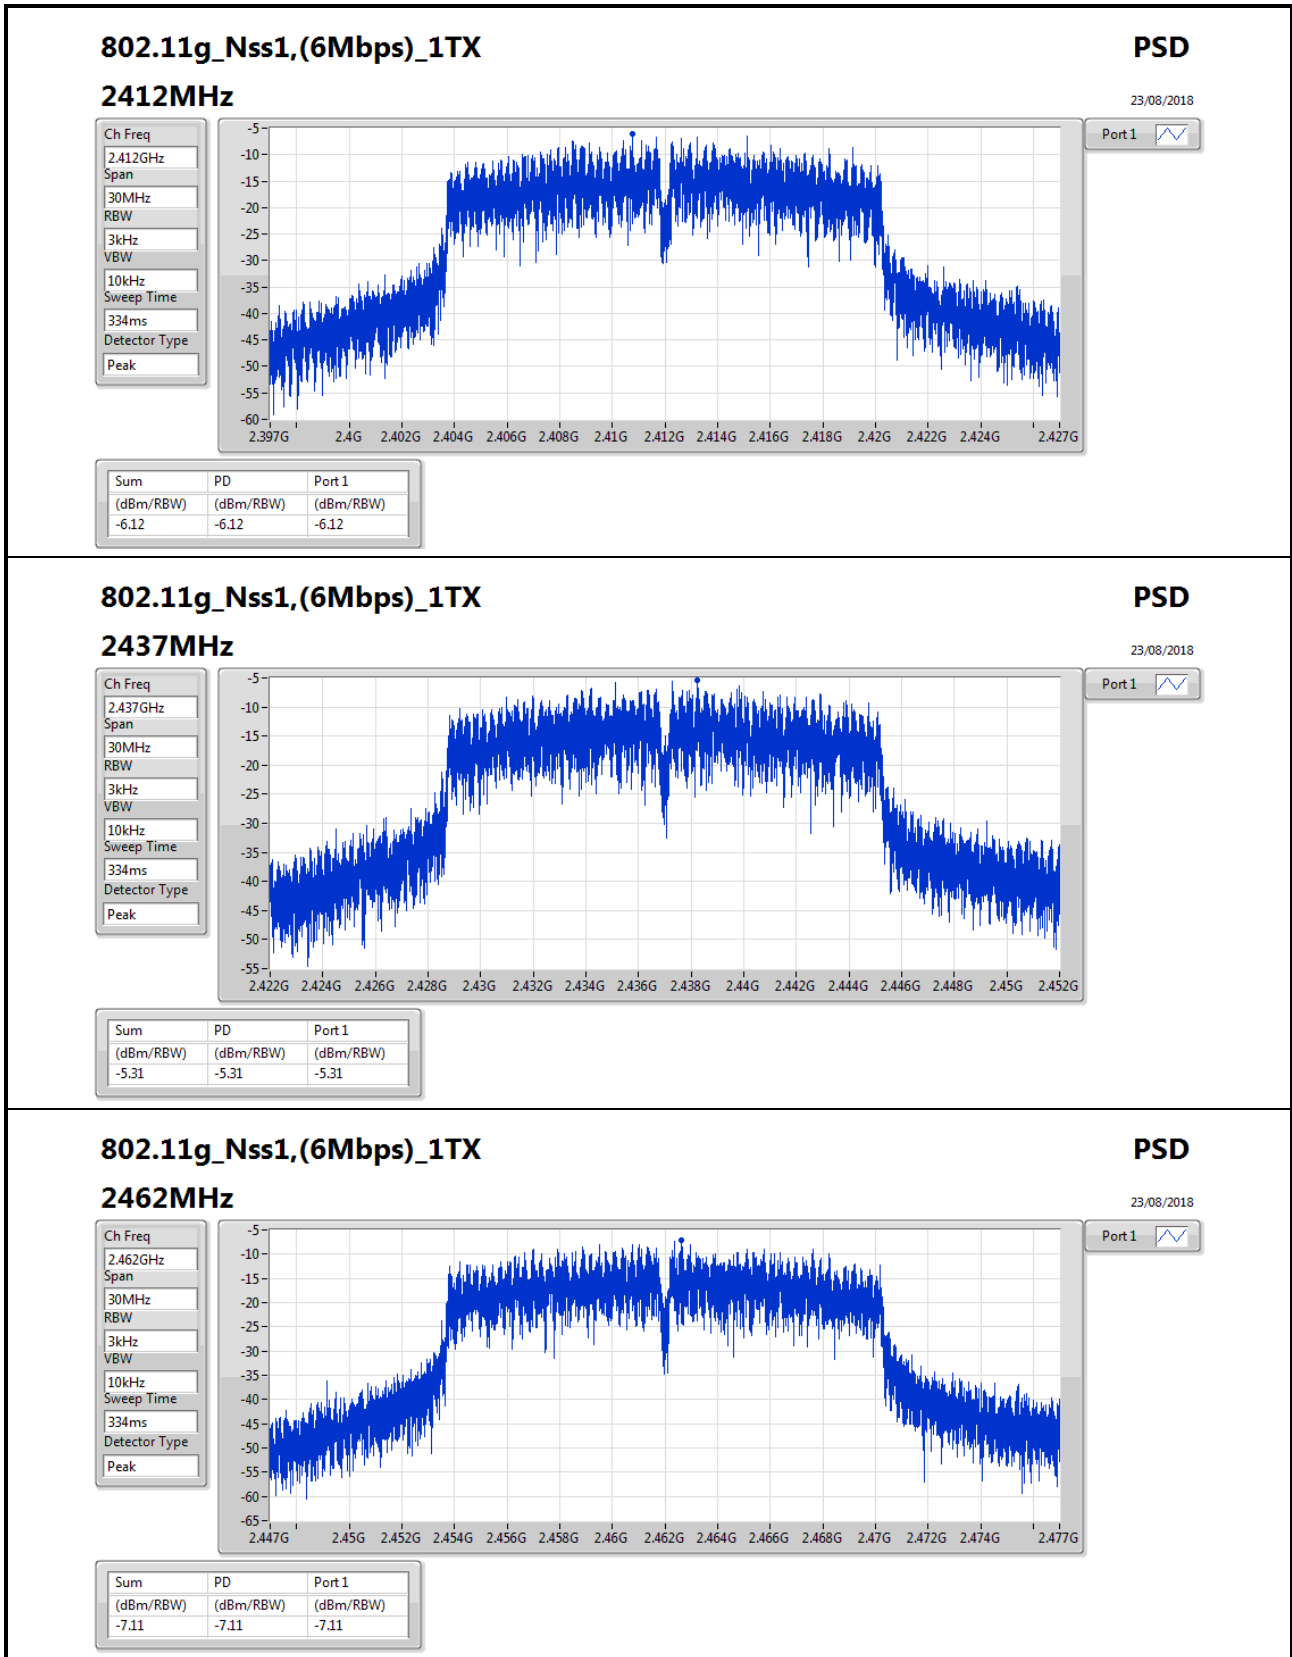 802.11g_Nss1,(6Mbps)_1TX PSD
2412MHz 23/08/2018
Ch Freq
2.412GHz
Span
30MHz
RBW
3kHz
VBW
10kHz
Sweep Time
334ms
Detector Type
Peak
-5
-10
-15
-20
-25
-30
-35
-40
-45
-50
-55
-60
2.397G 2.4G 2.402G 2.404G 2.406G 2.408G 2.41G 2.412G 2.414G 2.416G 2.418G 2.42G 2.422G 2.424G 2.427G
Port 1
Sum PD Port 1
(dBm/RBW) (dBm/RBW) (dBm/RBW)
-6.12 -6.12 -6.12
802.11g_Nss1,(6Mbps)_1TX PSD
2437MHz 23/08/2018
Ch Freq
2.437GHz
Span
30MHz
RBW
3kHz
VBW
10kHz
Sweep Time
334ms
Detector Type
Peak
-5
-10
-15
-20
-25
-30
-35
-40
-45
-50
-55
2.422G 2.424G 2.426G 2.428G 2.43G 2.432G 2.434G 2.436G 2.438G 2.44G 2.442G 2.444G 2.446G 2.448G 2.45G 2.452G
Port 1
Sum PD Port 1
(dBm/RBW) (dBm/RBW) (dBm/RBW)
-5.31 -5.31 -5.31
802.11g_Nss1,(6Mbps)_1TX PSD
2462MHz 23/08/2018
Ch Freq
2.462GHz
Span
30MHz
RBW
3kHz
VBW
10kHz
Sweep Time
334ms
Detector Type
Peak
-5
-10
-15
-20
-25
-30
-35
-40
-45
-50
-55
-60
-65
2.447G 2.45G 2.452G 2.454G 2.456G 2.458G 2.46G 2.462G 2.464G 2.466G 2.468G 2.47G 2.472G 2.474G 2.477G
Port 1
Sum PD Port 1
(dBm/RBW) (dBm/RBW) (dBm/RBW)
-7.11 -7.11 -7.11